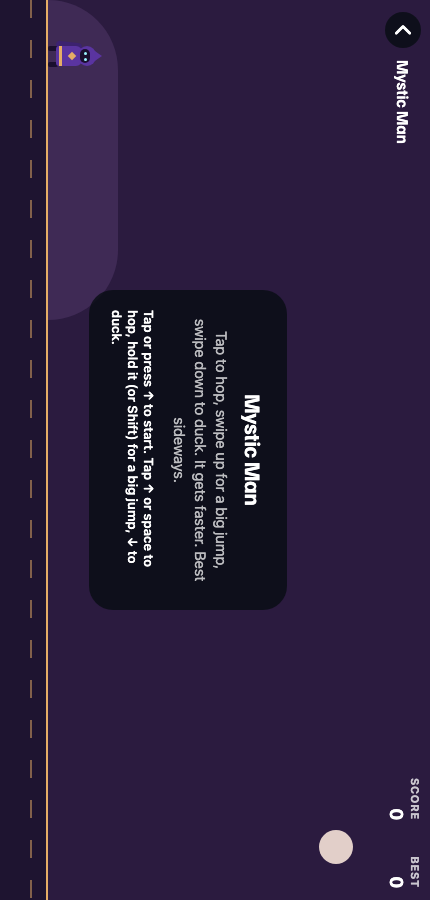 Mystic Man
SCORE
0
BEST
0
Mystic Man
Tap to hop, swipe up for a big jump,
swipe down to duck. It gets faster. Best
sideways.
Tap or press ↑ to start. Tap ↑ or space to
hop, hold it (or Shift) for a big jump, ↓ to
duck.